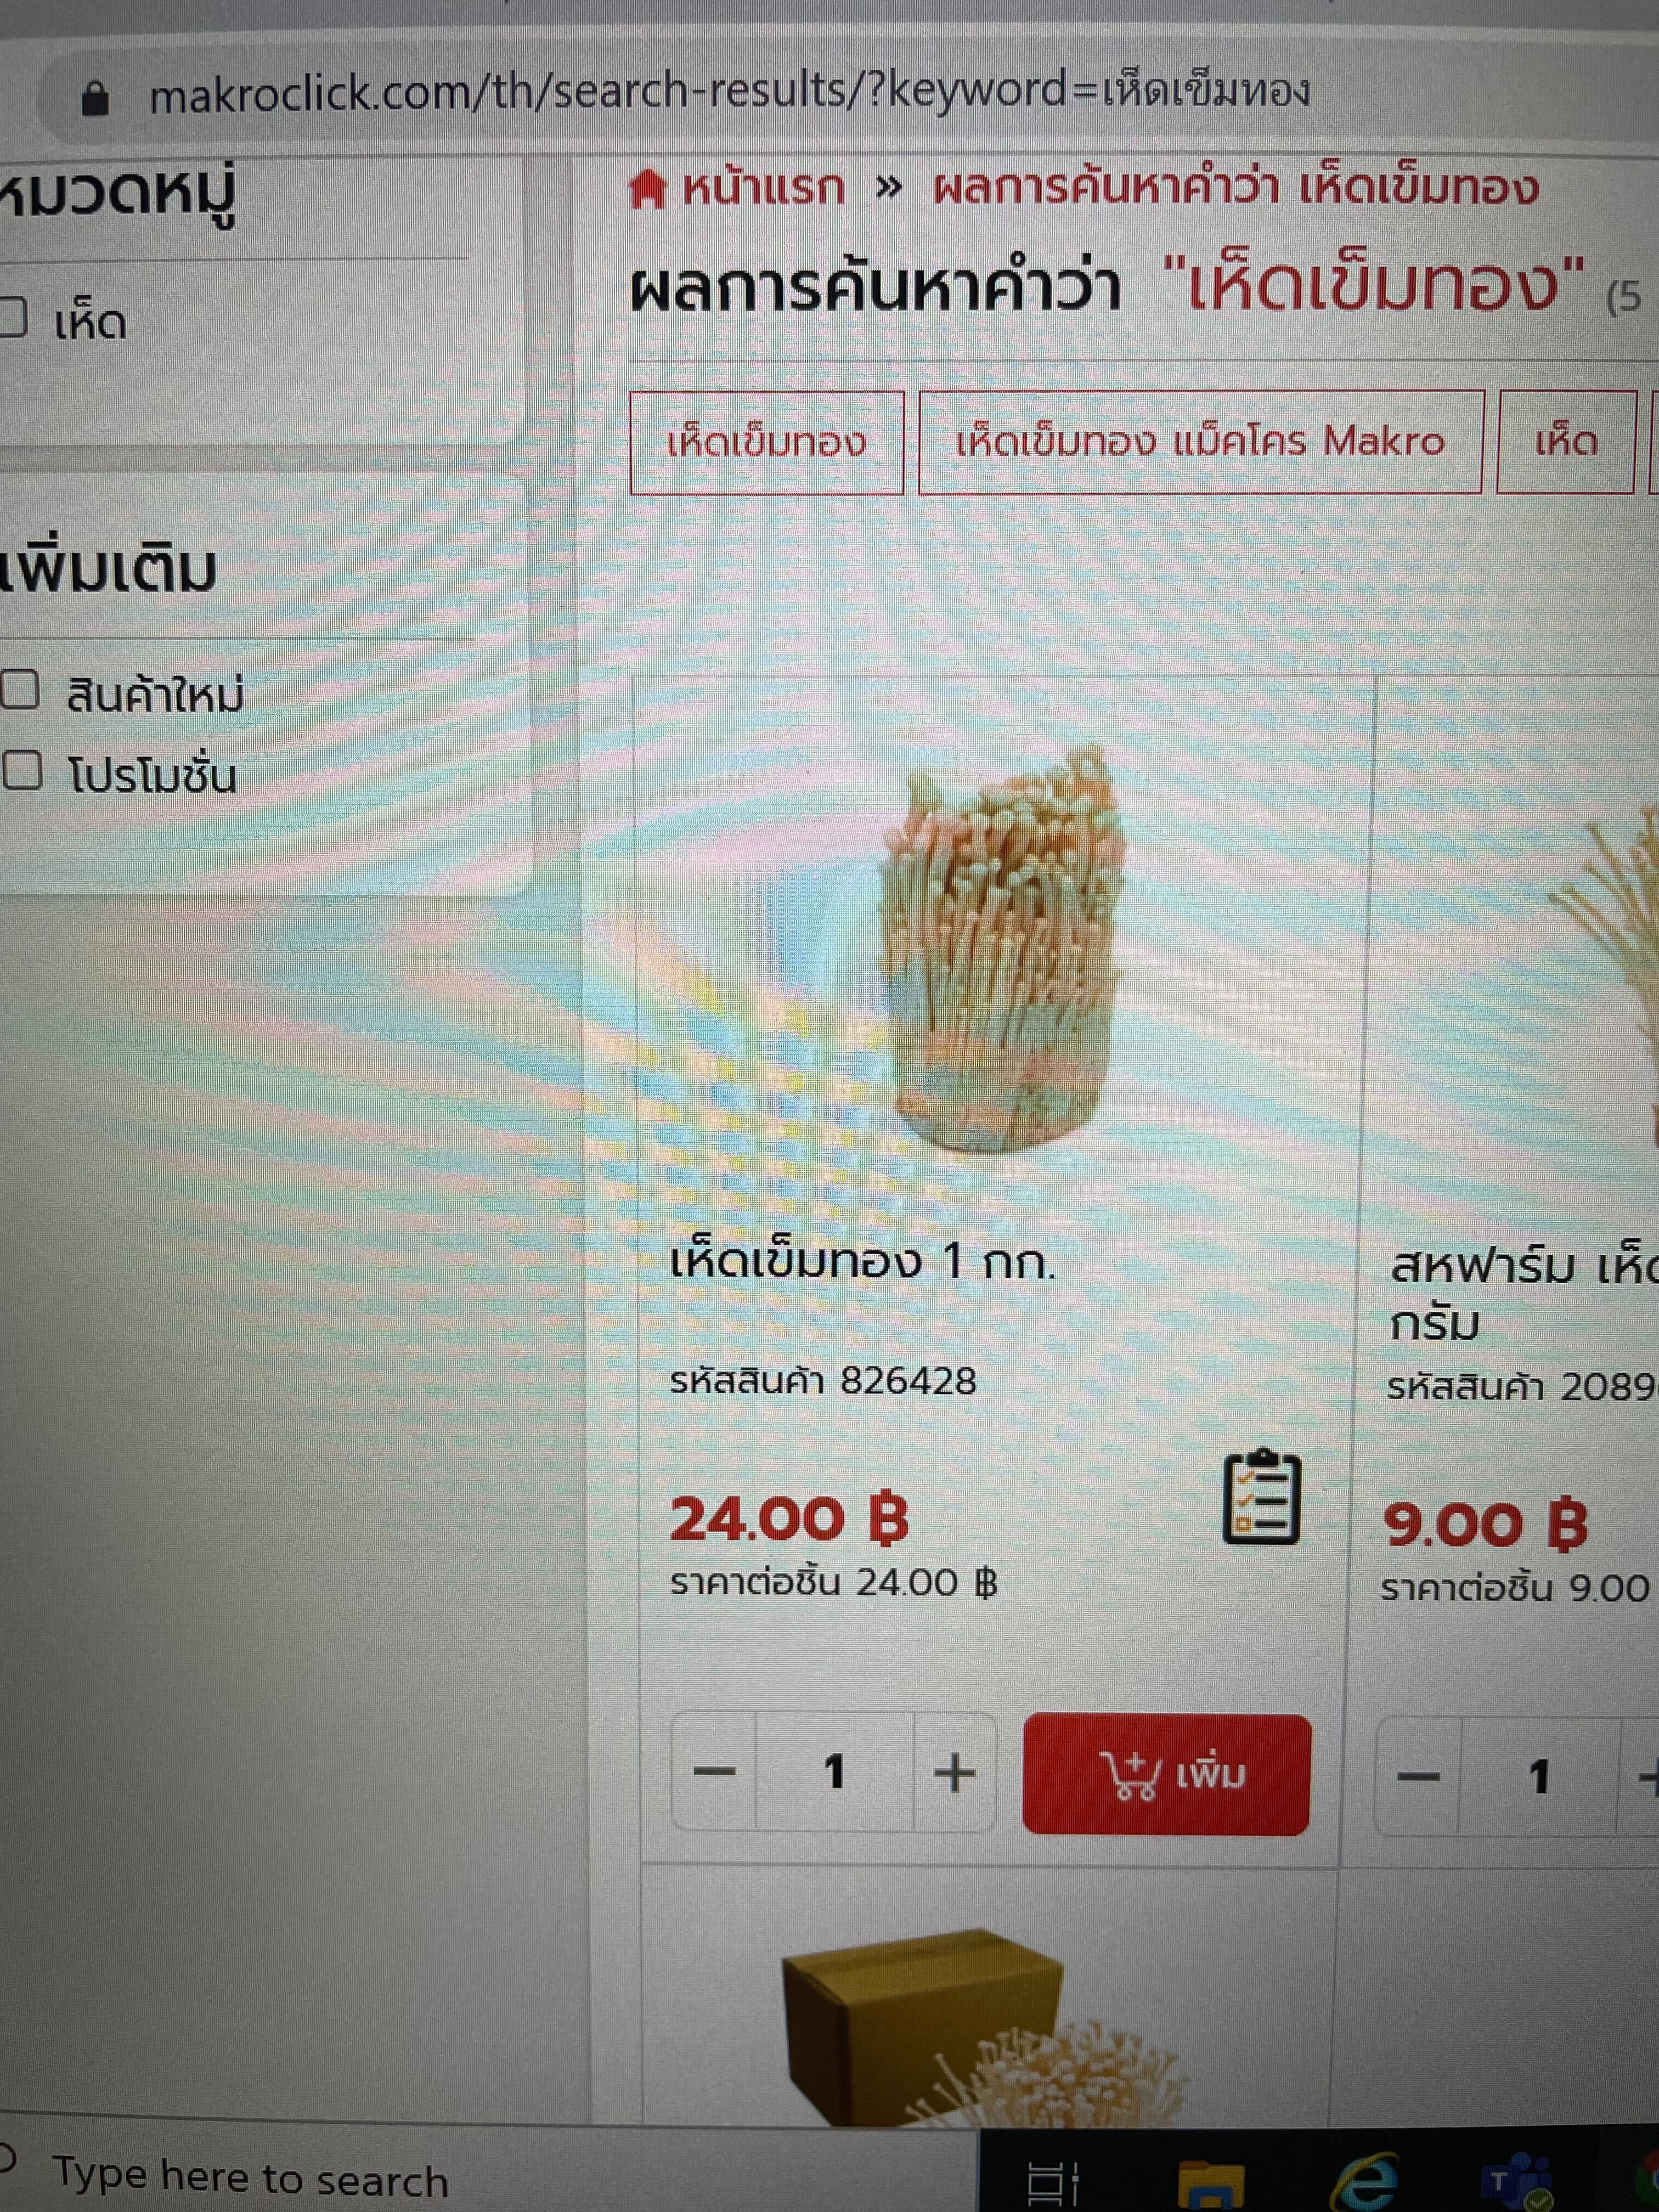 makroclick.com/th/search-results/?keyword=เห็ดเข็มทอง
หมวดหมู่
เห็ด
เพิ่มเติม
สินค้าใหม่
โปรโมชั่น
หน้าแรก » ผลการค้นหาคำว่า เห็ดเข็มทอง
ผลการค้นหาคำว่า "เห็ดเข็มทอง" (5
เห็ดเข็มทอง
เห็ดเข็มทอง แม็คโคร Makro
เห็ด
เห็ดเข็มทอง 1 กก.
รหัสสินค้า 826428
24.00 ฿
ราคาต่อชิ้น 24.00 ฿
1
เพิ่ม
สหฟาร์ม
กรัม
รหัสสินค้า 2089
9.00 ฿
ราคาต่อชิ้น 9.00
1
Type here to search